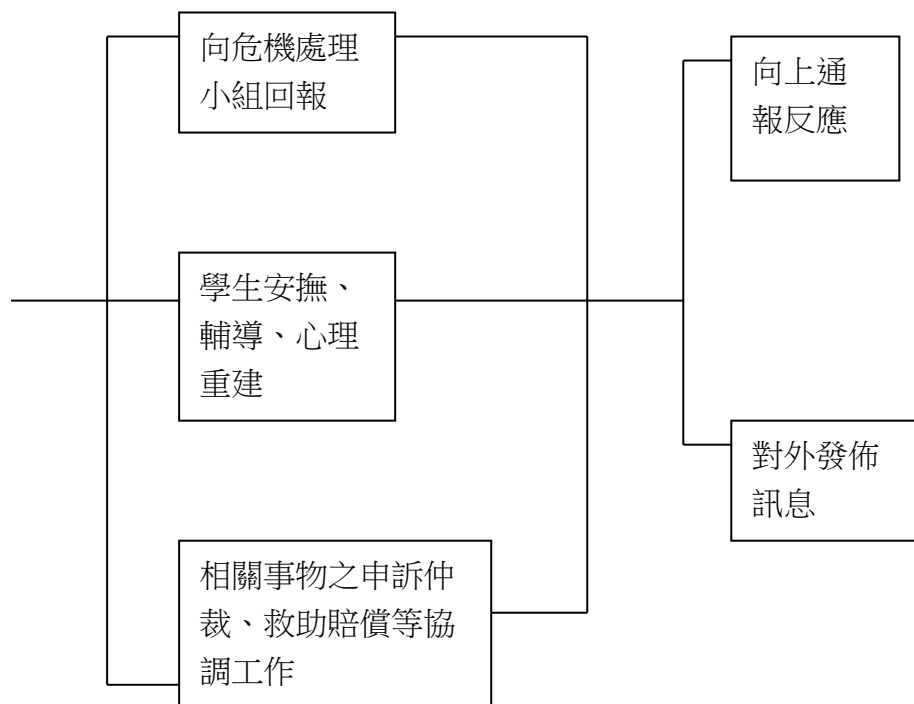 向危機處理
小組回報
學生安撫、
輔導、心理
重建
相關事物之申訴仲
裁、救助賠償等協
調工作
向上通
報反應
對外發佈
訊息